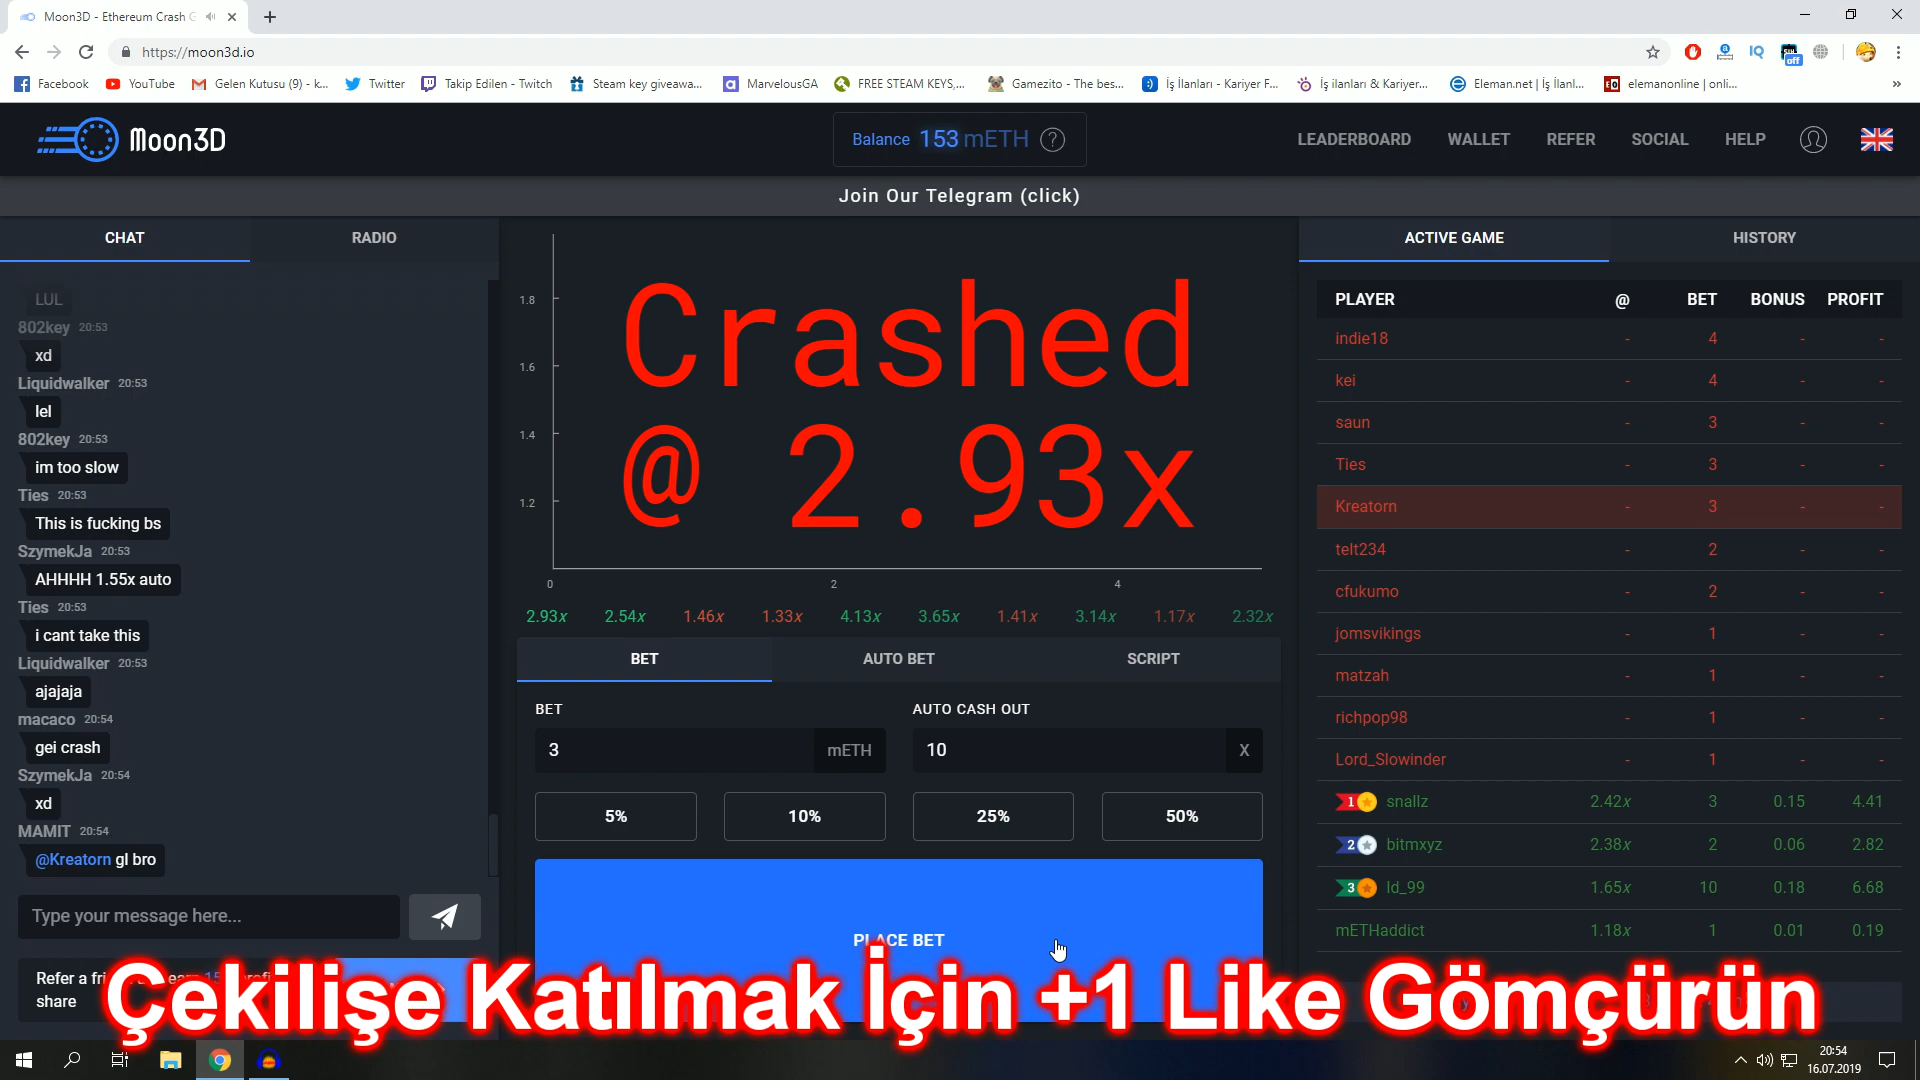 Moon3D - Ethereum Crash G
https://moon3d.io
Facebook
YouTube
Gelen Kutusu (9) - k...
Twitter
Takip Edilen - Twitch
Steam key giveawa...
MarvelousGA
FREE STEAM KEYS,...
Gamezito - The bes...
İş İlanları - Kariyer F...
İş ilanları & Kariyer...
Eleman.net | İş İlanl...
elemanonline | onli...
IQ
off
Moon3D
Balance 153 mETH ?
LEADERBOARD
WALLET
REFER
SOCIAL
HELP
Join Our Telegram (click)
CHAT
RADIO
LUL
802key 20:53
xd
Liquidwalker 20:53
lel
802key 20:53
im too slow
Ties 20:53
This is fucking bs
SzymekJa 20:53
AHHHH 1.55x auto
Ties 20:53
i cant take this
Liquidwalker 20:53
ajajaja
macaco 20:54
gei crash
SzymekJa 20:54
xd
MAMIT 20:54
@Kreatorn gl bro
Type your message here...
Refer a
share
Crashed
@ 2.93x
1.8
1.6
1.4
1.2
0 2 4
2.93x 2.54x 1.46x 1.33x 4.13x 3.65x 1.41x 3.14x 1.17x 2.32x
BET
AUTO BET
SCRIPT
BET
AUTO CASH OUT
3 mETH
10 X
5% 10% 25% 50%
PLACE BET
ACTIVE GAME
HISTORY
PLAYER @ BET BONUS PROFIT
indie18 - 4 - -
kei - 4 - -
saun - 3 - -
Ties - 3 - -
Kreatorn - 3 - -
telt234 - 2 - -
cfukumo - 2 - -
jomsvikings - 1 - -
matzah - 1 - -
richpop98 - 1 - -
Lord_Slowinder - 1 - -
1 snallz 2.42x 3 0.15 4.41
2 bitmxyz 2.38x 2 0.06 2.82
3 ld_99 1.65x 10 0.18 6.68
mETHaddict 1.18x 1 0.01 0.19
Çekilişe Katılmak İçin +1 Like Gömçürün
20:54
16.07.2019